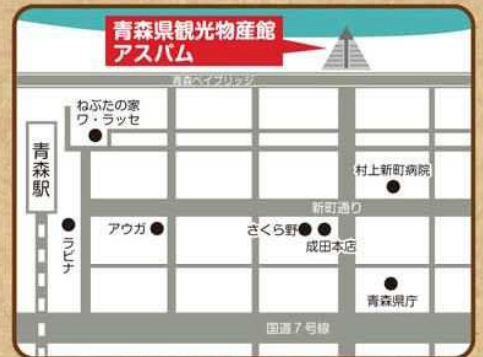 青森県観光物産館
アスパム
青森ベイブリッジ
ねぶたの家
ワ・ラッセ
青森駅
村上新町病院
新町通り
ラビナ
アウガ
さくら野
成田本店
青森県庁
国道7号線